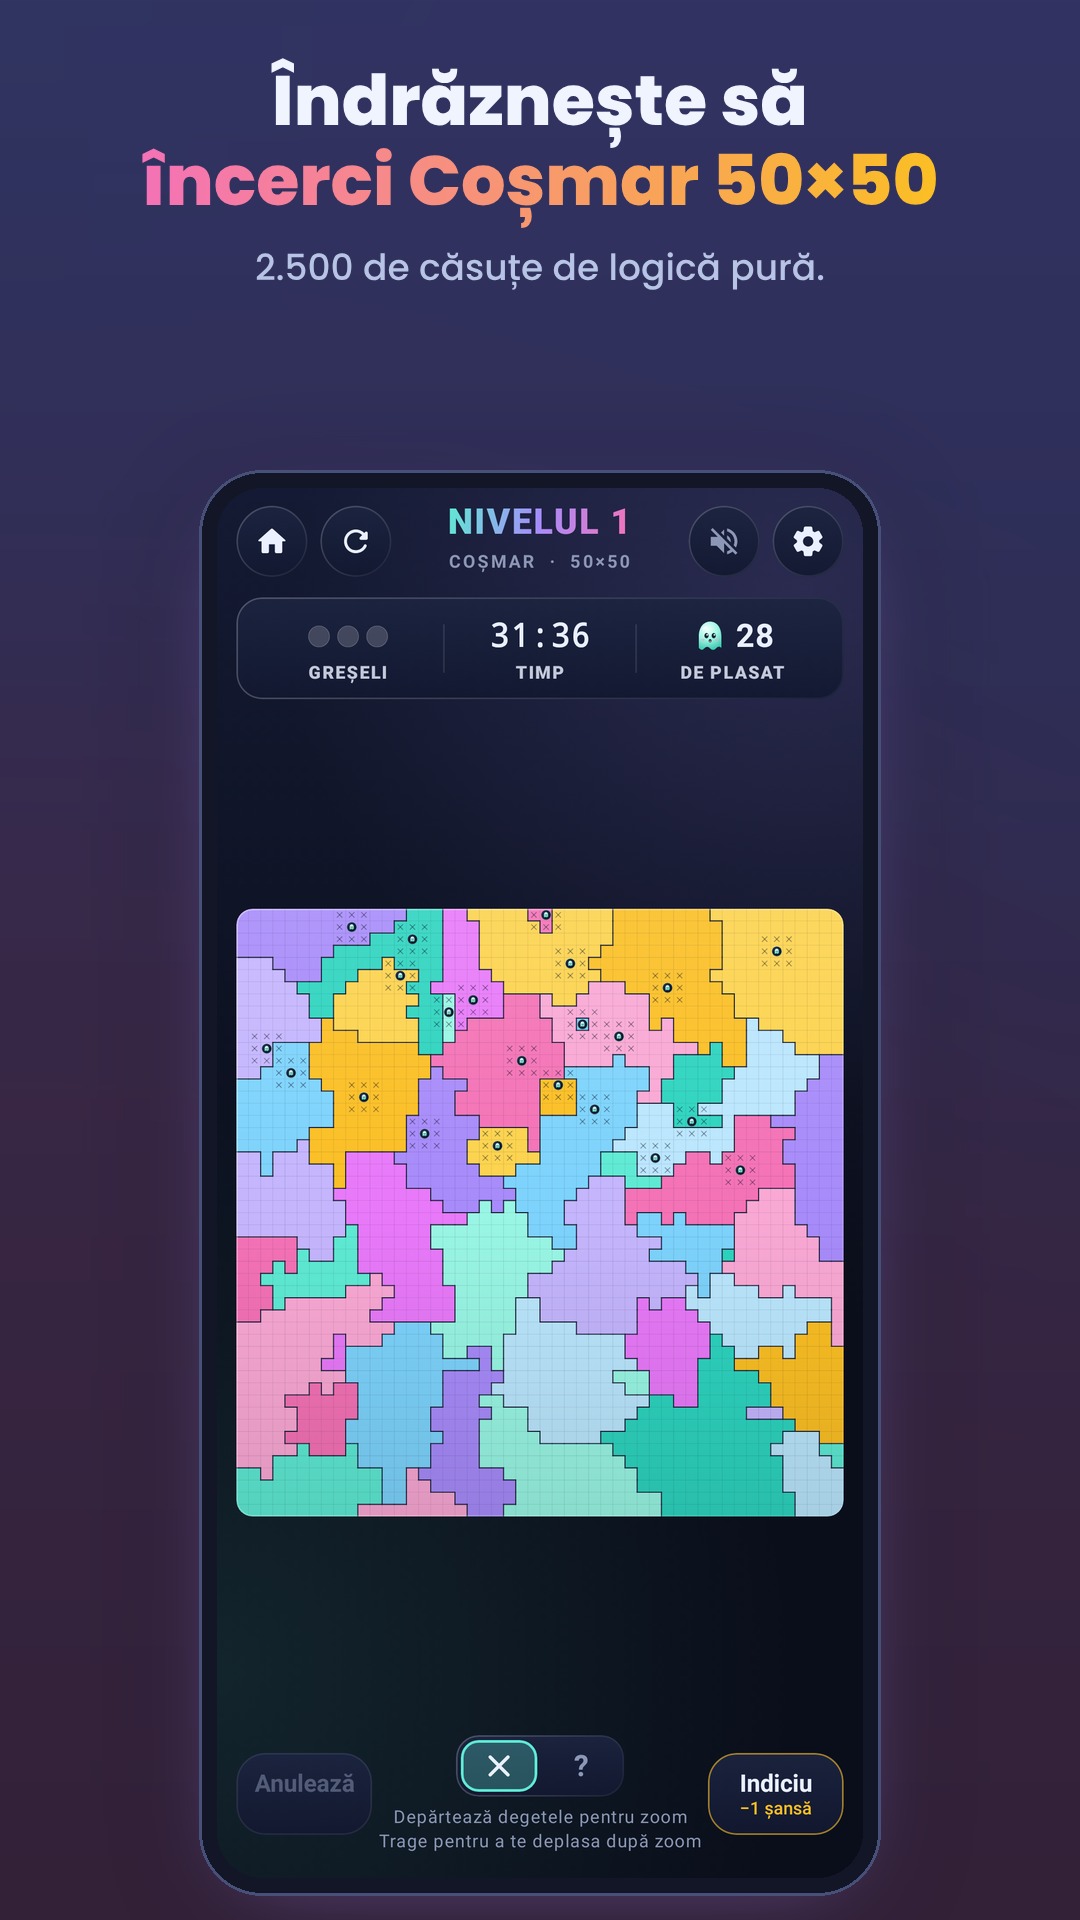 Îndrăznește să
încerci Coșmar 50×50
2.500 de căsuțe de logică pură.
NIVELUL 1
COȘMAR · 50×50
31:36
28
GREȘELI
TIMP
DE PLASAT
Anulează
?
Indiciu
−1 șansă
Depărtează degetele pentru zoom
Trage pentru a te deplasa după zoom